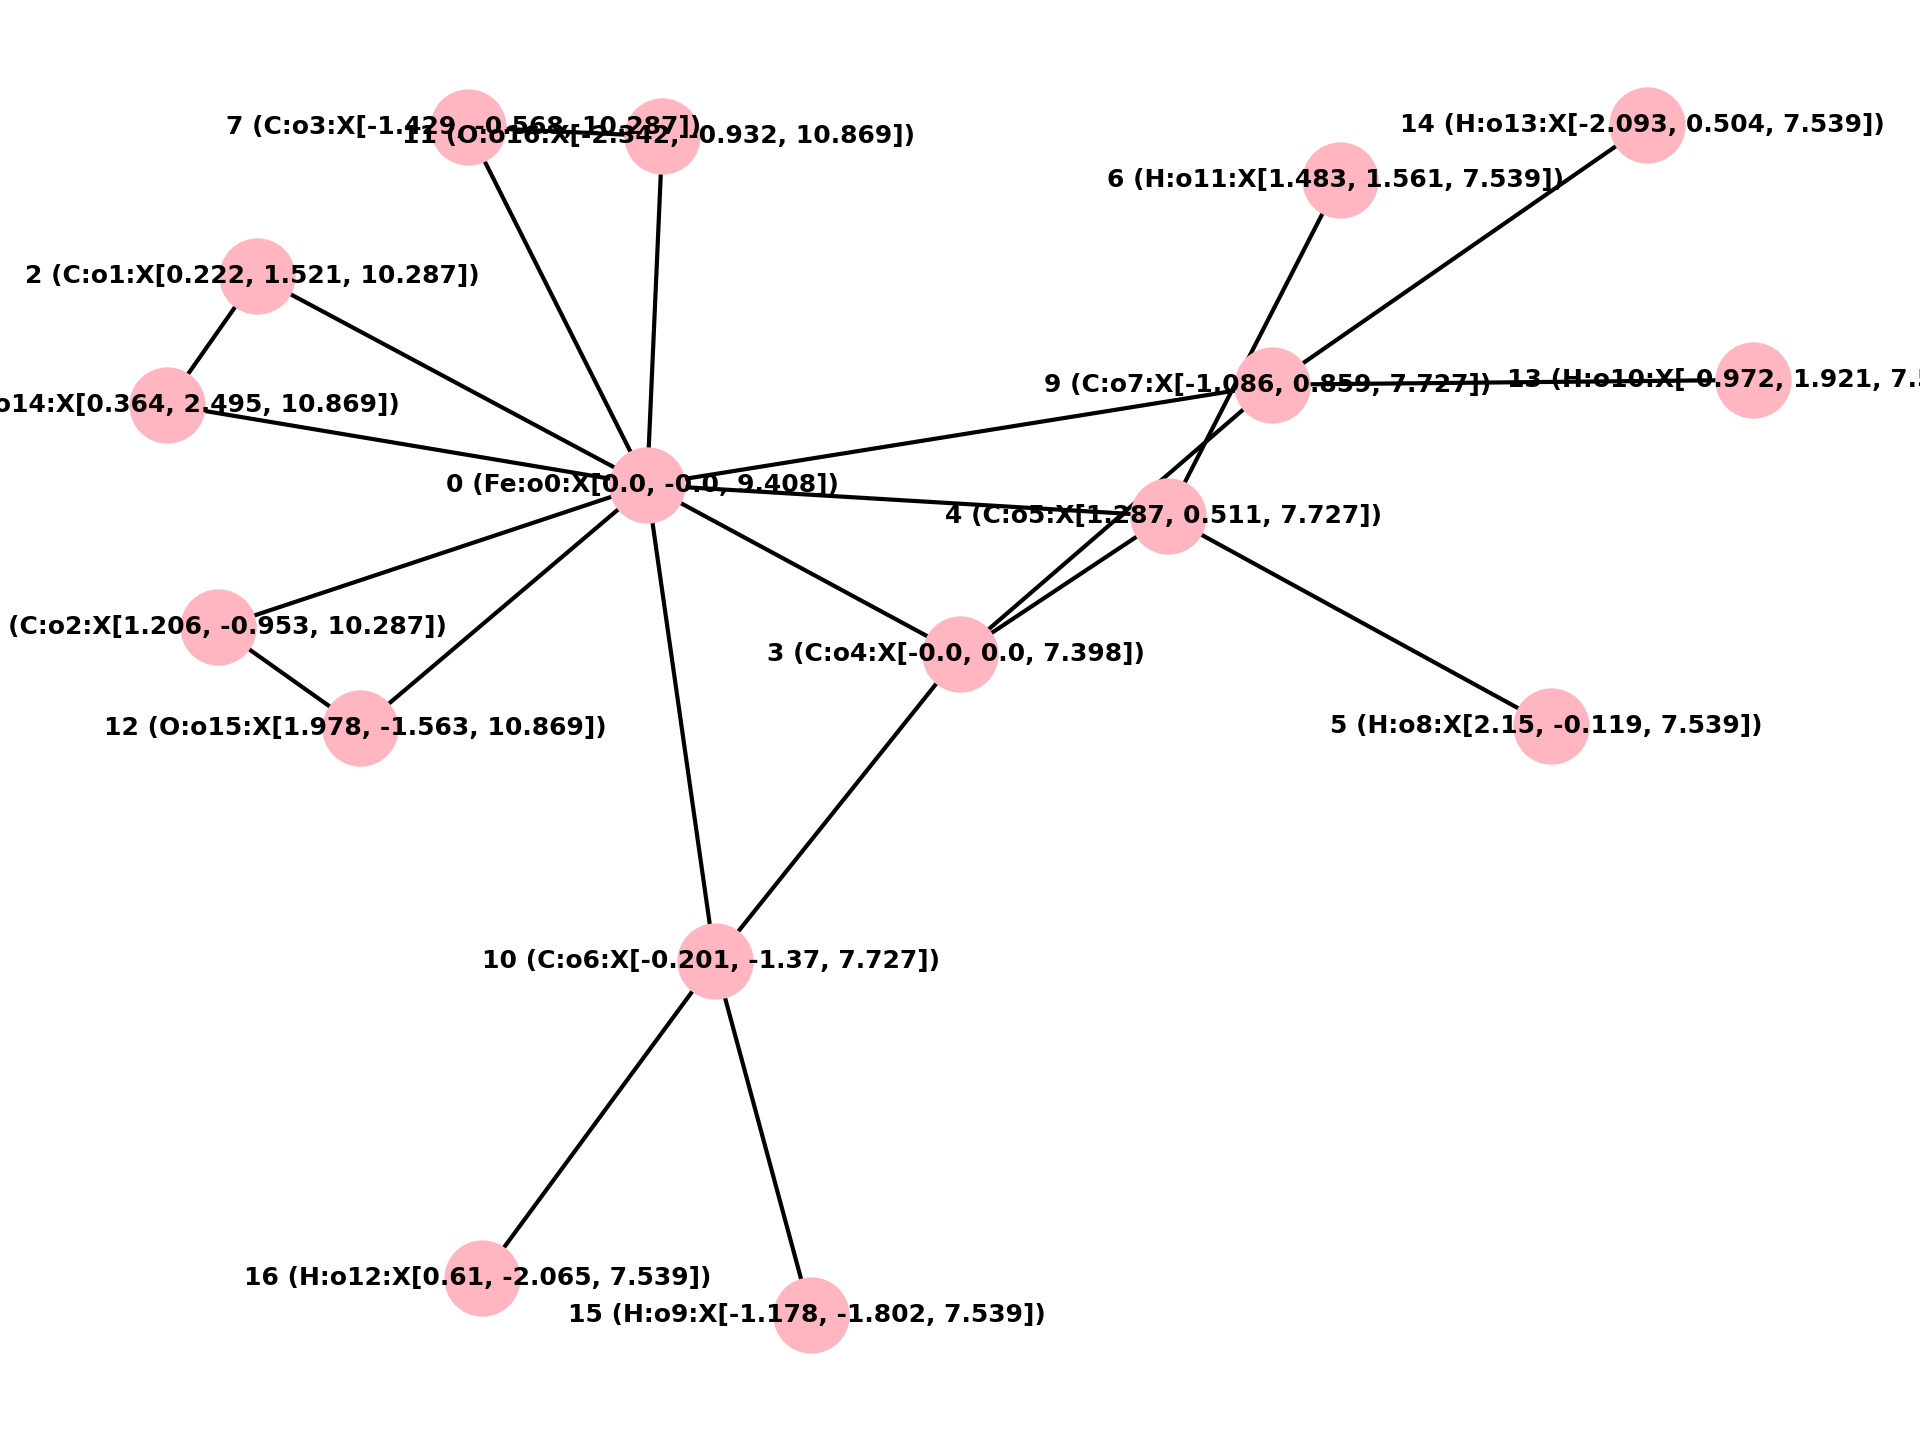 7 (C:o3:X[-1.429, -0.568, 10.287])
11 (O:o16:X[-2.342, -0.932, 10.869])
14 (H:o13:X[-2.093, 0.504, 7.539])
6 (H:o11:X[1.483, 1.561, 7.539])
2 (C:o1:X[0.222, 1.521, 10.287])
9 (C:o7:X[-1.086, 0.859, 7.727])
13 (H:o10:X[-0.972, 1.921,
o14:X[0.364, 2.495, 10.869])
0 (Fe:o0:X[0.0, -0.0, 9.408])
4 (C:o5:X[1.287, 0.511, 7.727])
(C:o2:X[1.206, -0.953, 10.287])
3 (C:o4:X[-0.0, 0.0, 7.398])
12 (O:o15:X[1.978, -1.563, 10.869])
5 (H:o8:X[2.15, -0.119, 7.539])
10 (C:o6:X[-0.201, -1.37, 7.727])
16 (H:o12:X[0.61, -2.065, 7.539])
15 (H:o9:X[-1.178, -1.802, 7.539])